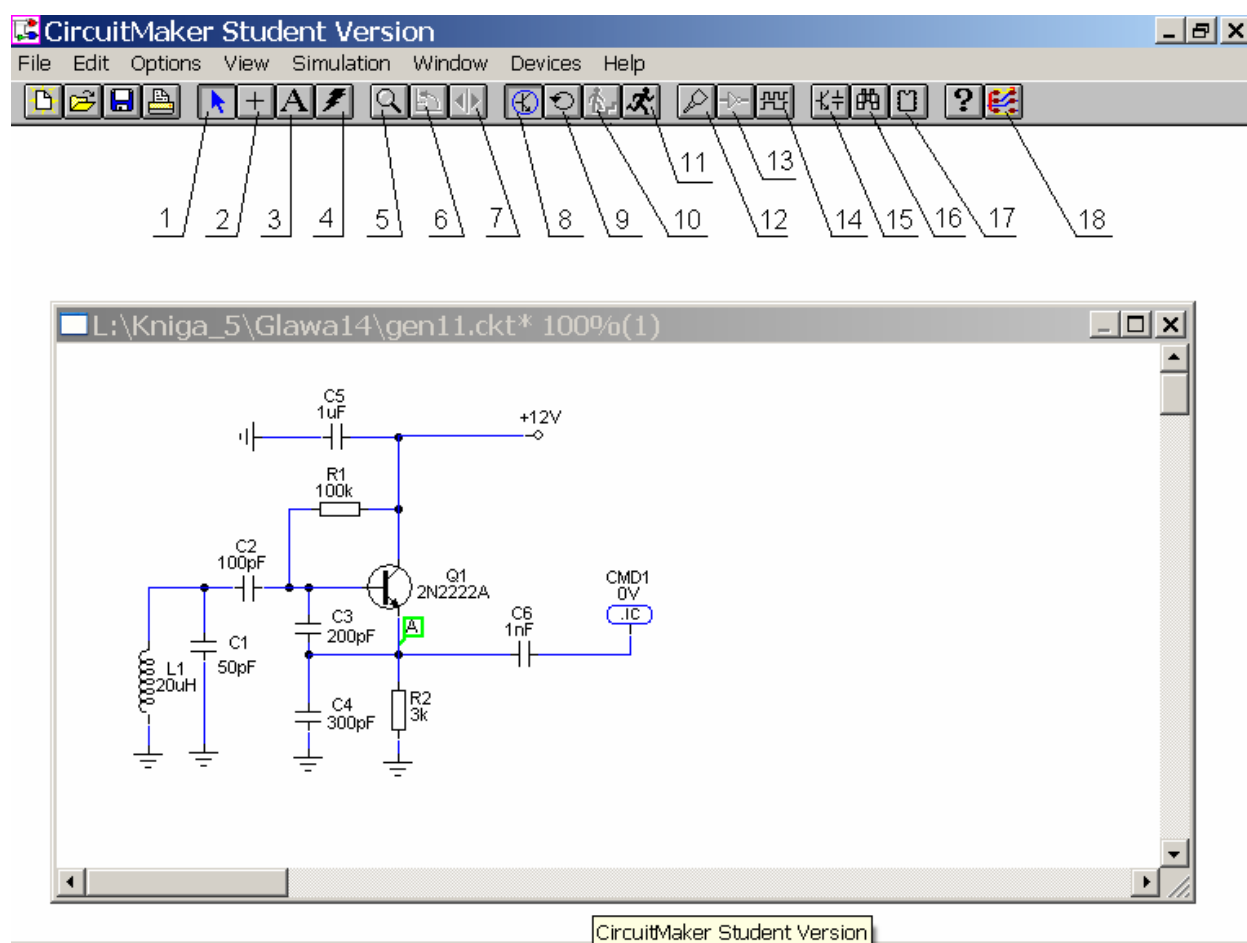 CircuitMaker Student Version
File Edit Options View Simulation Window Devices Help
A ?
11 13
1 2 3 4 5 6 7 8 9 10 12 14 15 16 17 18
L:\Kniga_5\Glawa14\gen11.ckt* 100%(1)
C5
1uF
+12V
R1
100k
C2
100pF
Q1
2N2222A
CMD1
0V
.IC
C3
200pF
A
C6
1nF
C1
50pF
L1
20uH
R2
3k
C4
300pF
CircuitMaker Student Version